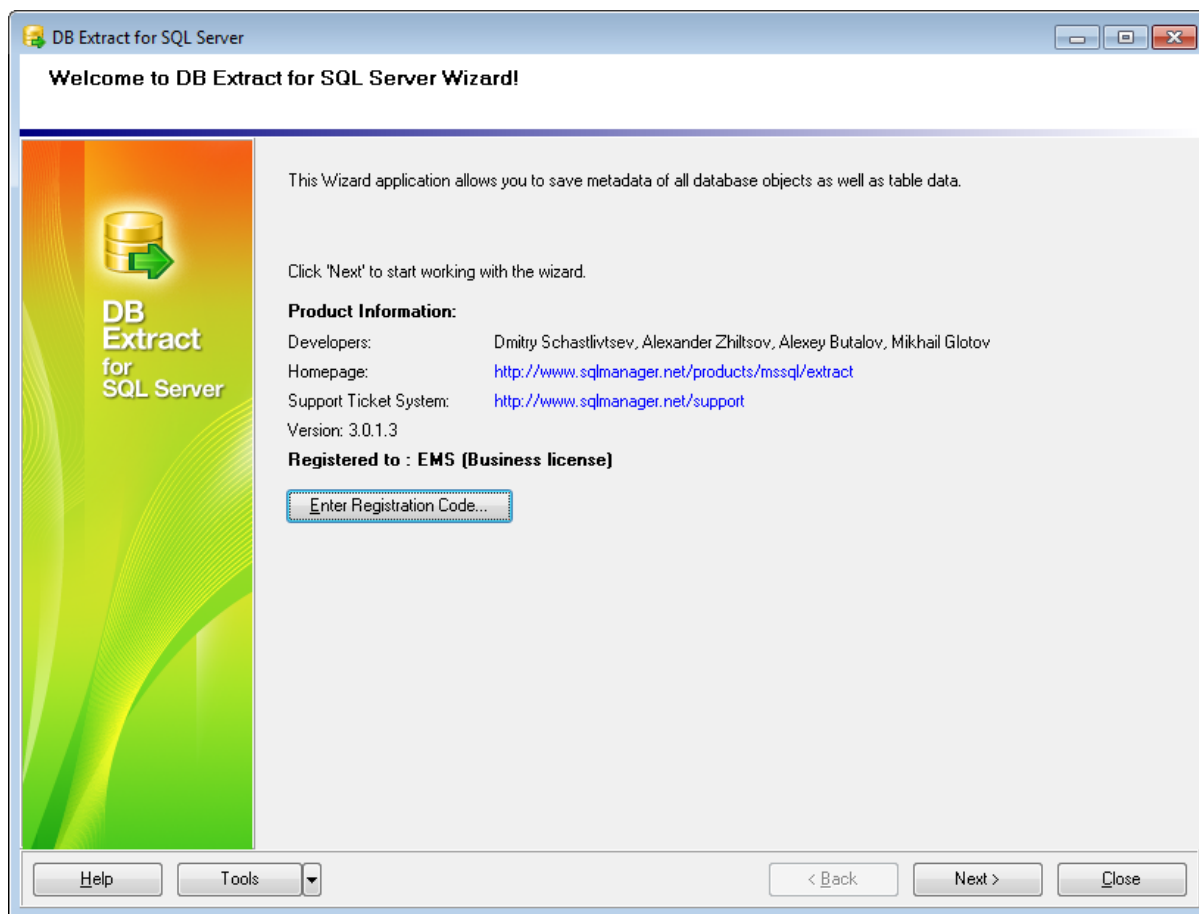 DB Extract for SQL Server
Welcome to DB Extract for SQL Server Wizard!
DB
Extract
for
SQL Server
This Wizard application allows you to save metadata of all database objects as well as table data.
Click 'Next' to start working with the wizard.
Product Information:
Developers: Dmitry Schastlivtsev, Alexander Zhiltsov, Alexey Butalov, Mikhail Glotov
Homepage: http://www.sqlmanager.net/products/mssql/extract
Support Ticket System: http://www.sqlmanager.net/support
Version: 3.0.1.3
Registered to : EMS (Business license)
Enter Registration Code...
Help Tools < Back Next > Close